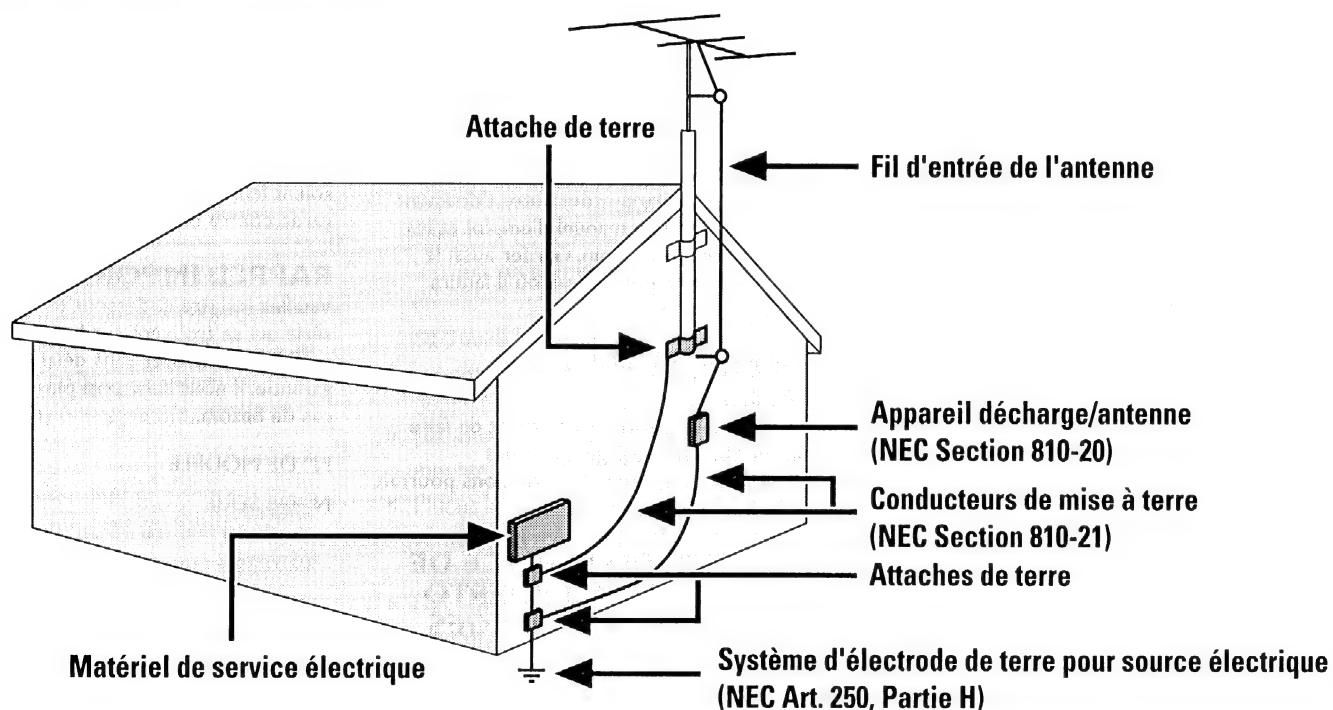 Attache de terre
Fil d'entrée de l'antenne
Appareil décharge/antenne
(NEC Section 810-20)
Conducteurs de mise à terre
(NEC Section 810-21)
Attaches de terre
Matériel de service électrique
Système d'électrode de terre pour source électrique
(NEC Art. 250, Partie H)